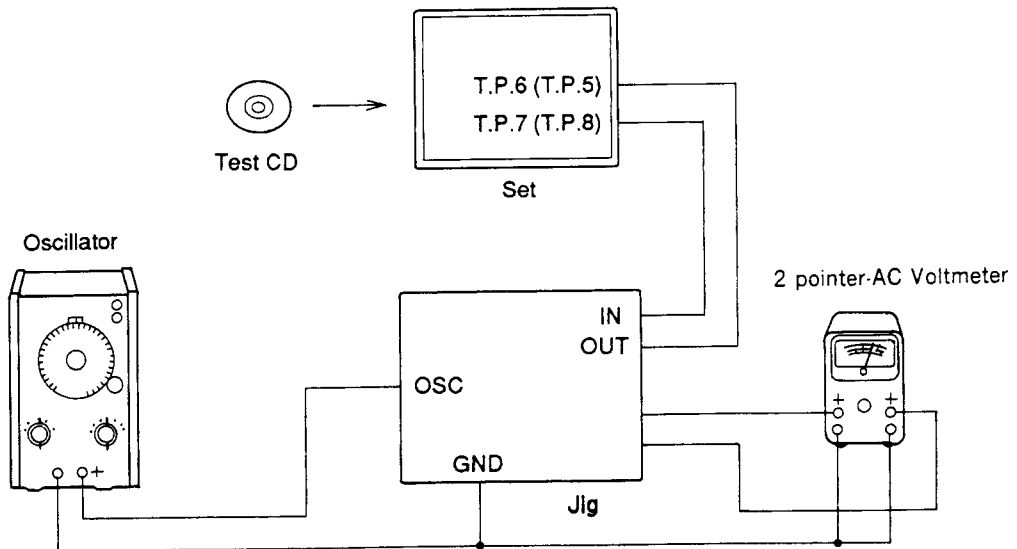 T.P.6 (T.P.5)
T.P.7 (T.P.8)
Test CD
Set
Oscillator
2 pointer-AC Voltmeter
IN
OUT
OSC
GND
Jig
+
+
+